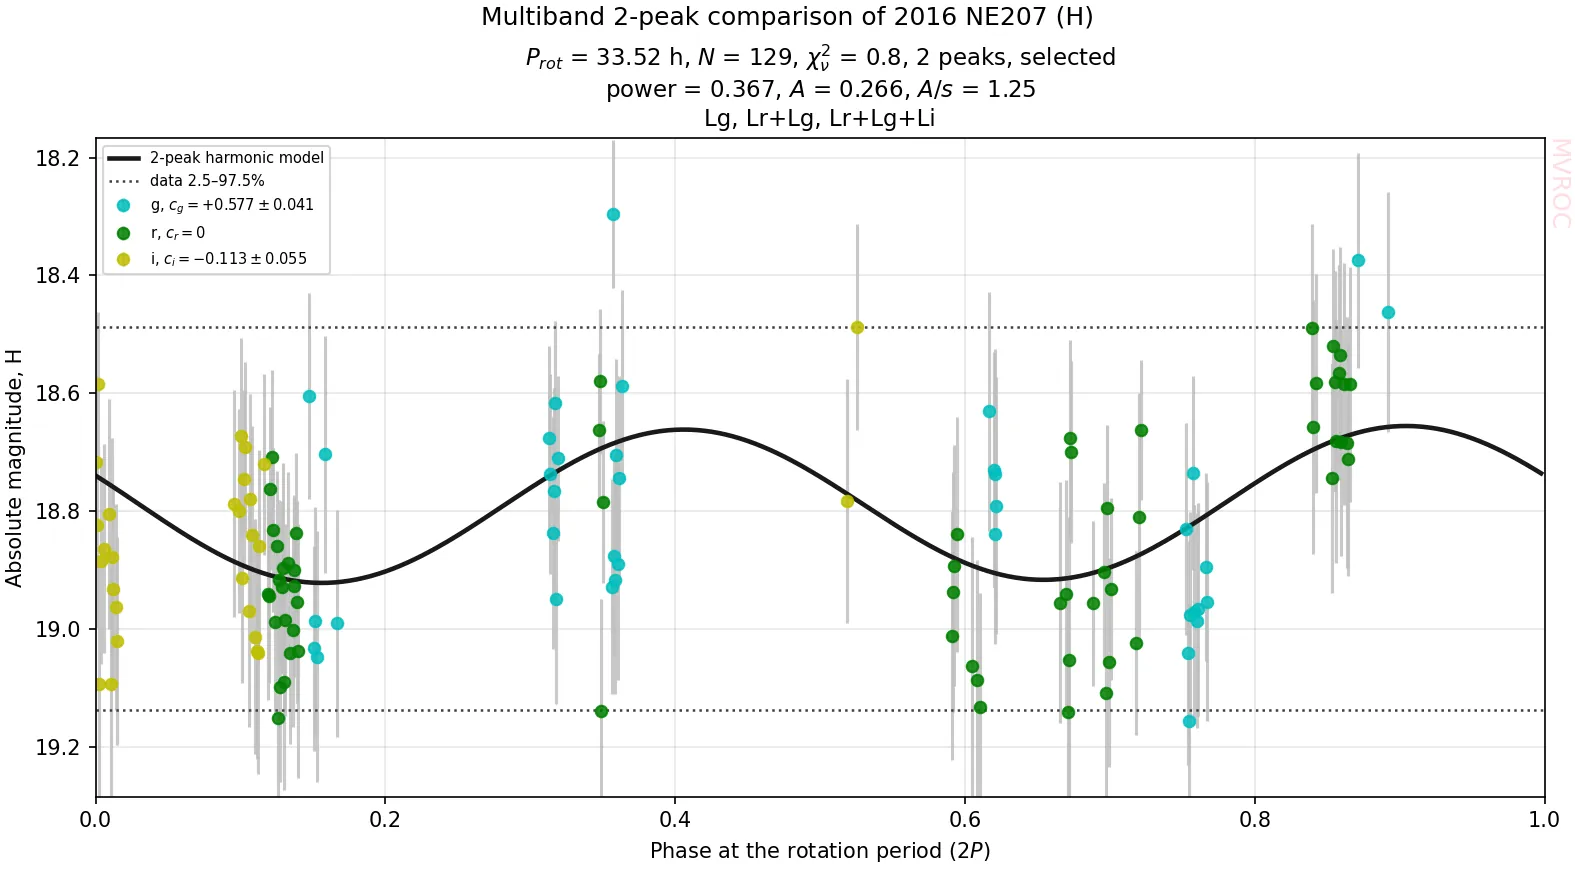 Multiband 2-peak comparison of 2016 NE207 (H)
P_rot = 33.52 h, N = 129, χ²_ν = 0.8, 2 peaks, selected
power = 0.367, A = 0.266, A/s = 1.25
Lg, Lr+Lg, Lr+Lg+Li
2-peak harmonic model
data 2.5–97.5%
g, c_g = +0.577 ± 0.041
r, c_r = 0
i, c_i = −0.113 ± 0.055
MVROC
Absolute magnitude, H
18.2
18.4
18.6
18.8
19.0
19.2
0.0 0.2 0.4 0.6 0.8 1.0
Phase at the rotation period (2P)